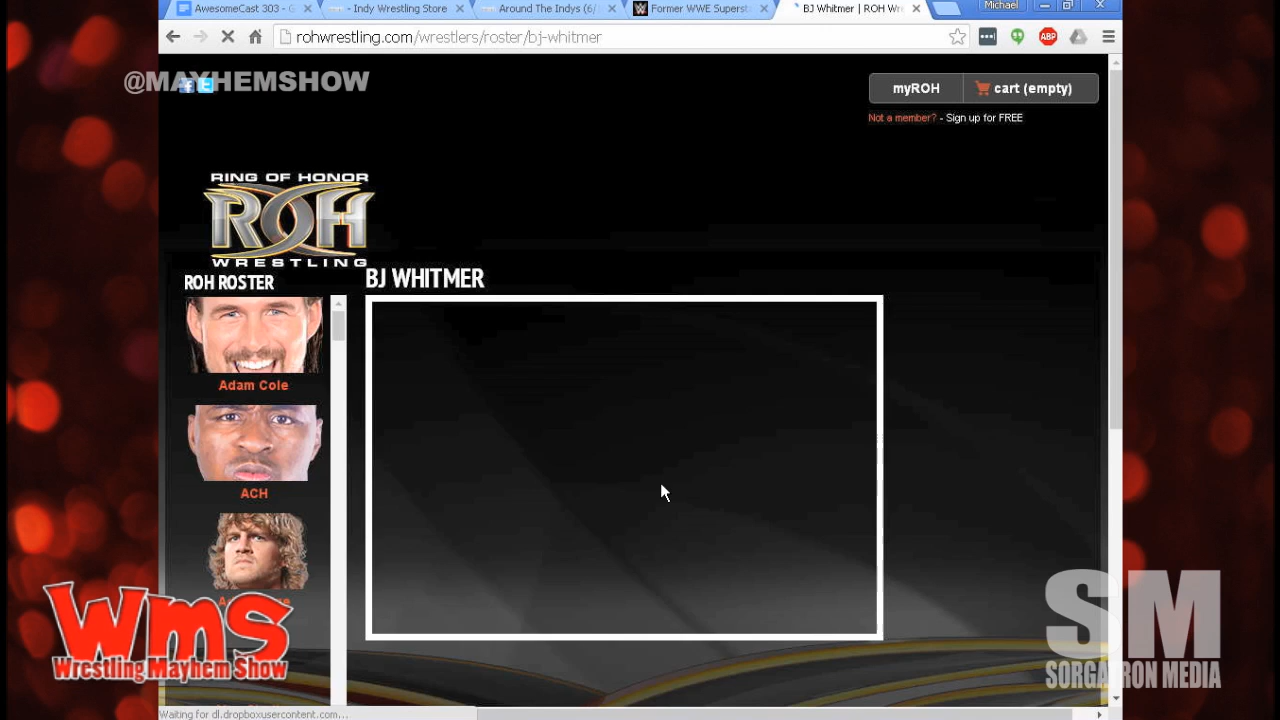 AwesomeCast 303 - G
- Indy Wrestling Store
Around The Indys (6/
Former WWE Superst
BJ Whitmer | ROH Wr
Michael
rohwrestling.com/wrestlers/roster/bj-whitmer
ABP
@MAYHEMSHOW
myROH
cart (empty)
Not a member? - Sign up for FREE
RING OF HONOR
ROH
WRESTLING
ROH ROSTER
BJ WHITMER
Adam Cole
ACH
WMS
Wrestling Mayhem Show
SM
SORGATRON MEDIA
Waiting for dl.dropboxusercontent.com...